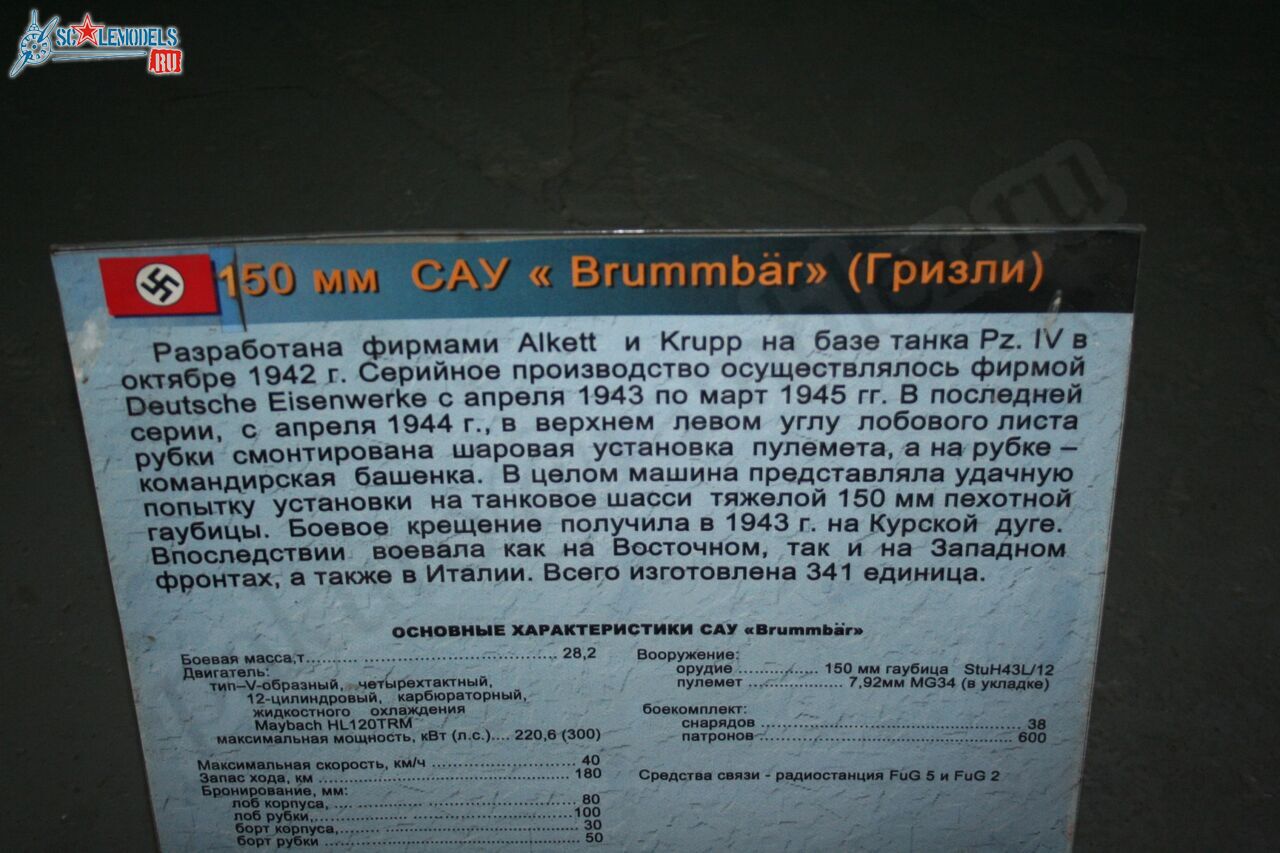 SCALEMODELS
RU
150 мм САУ « Brummbär» (Гризли)
Разработана фирмами Alkett и Krupp на базе танка Pz. IV в
октябре 1942 г. Серийное производство осуществлялось фирмой
Deutsche Eisenwerke с апреля 1943 по март 1945 гг. В последней
серии, с апреля 1944 г., в верхнем левом углу лобового листа
рубки смонтирована шаровая установка пулемета, а на рубке –
командирская башенка. В целом машина представляла удачную
попытку установки на танковое шасси тяжелой 150 мм пехотной
гаубицы. Боевое крещение получила в 1943 г. на Курской дуге.
Впоследствии воевала как на Восточном, так и на Западном
фронтах, а также в Италии. Всего изготовлена 341 единица.
ОСНОВНЫЕ ХАРАКТЕРИСТИКИ САУ «Brummbär»
Боевая масса,т.................................. 28,2
Двигатель:
тип–V-образный, четырехтактный,
12-цилиндровый, карбюраторный,
жидкостного охлаждения
Maybach HL120TRM
максимальная мощность, кВт (л.с.).... 220,6 (300)
Максимальная скорость, км/ч .................... 40
Запас хода, км .................................. 180
Бронирование, мм:
лоб корпуса, .............................. 80
лоб рубки,................................. 100
борт корпуса,.............................. 30
борт рубки ................................ 50
Вооружение:
орудие ............ 150 мм гаубица StuH43L/12
пулемет .............. 7,92мм MG34 (в укладке)
боекомплект:
снарядов ...................................... 38
патронов ...................................... 600
Средства связи - радиостанция FuG 5 и FuG 2